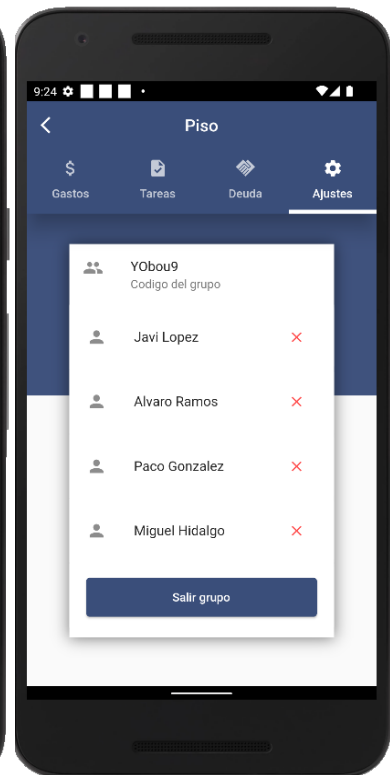 9:24
Piso
Gastos Tareas Deuda Ajustes
YObou9
Codigo del grupo
Javi Lopez
Alvaro Ramos
Paco Gonzalez
Miguel Hidalgo
Salir grupo